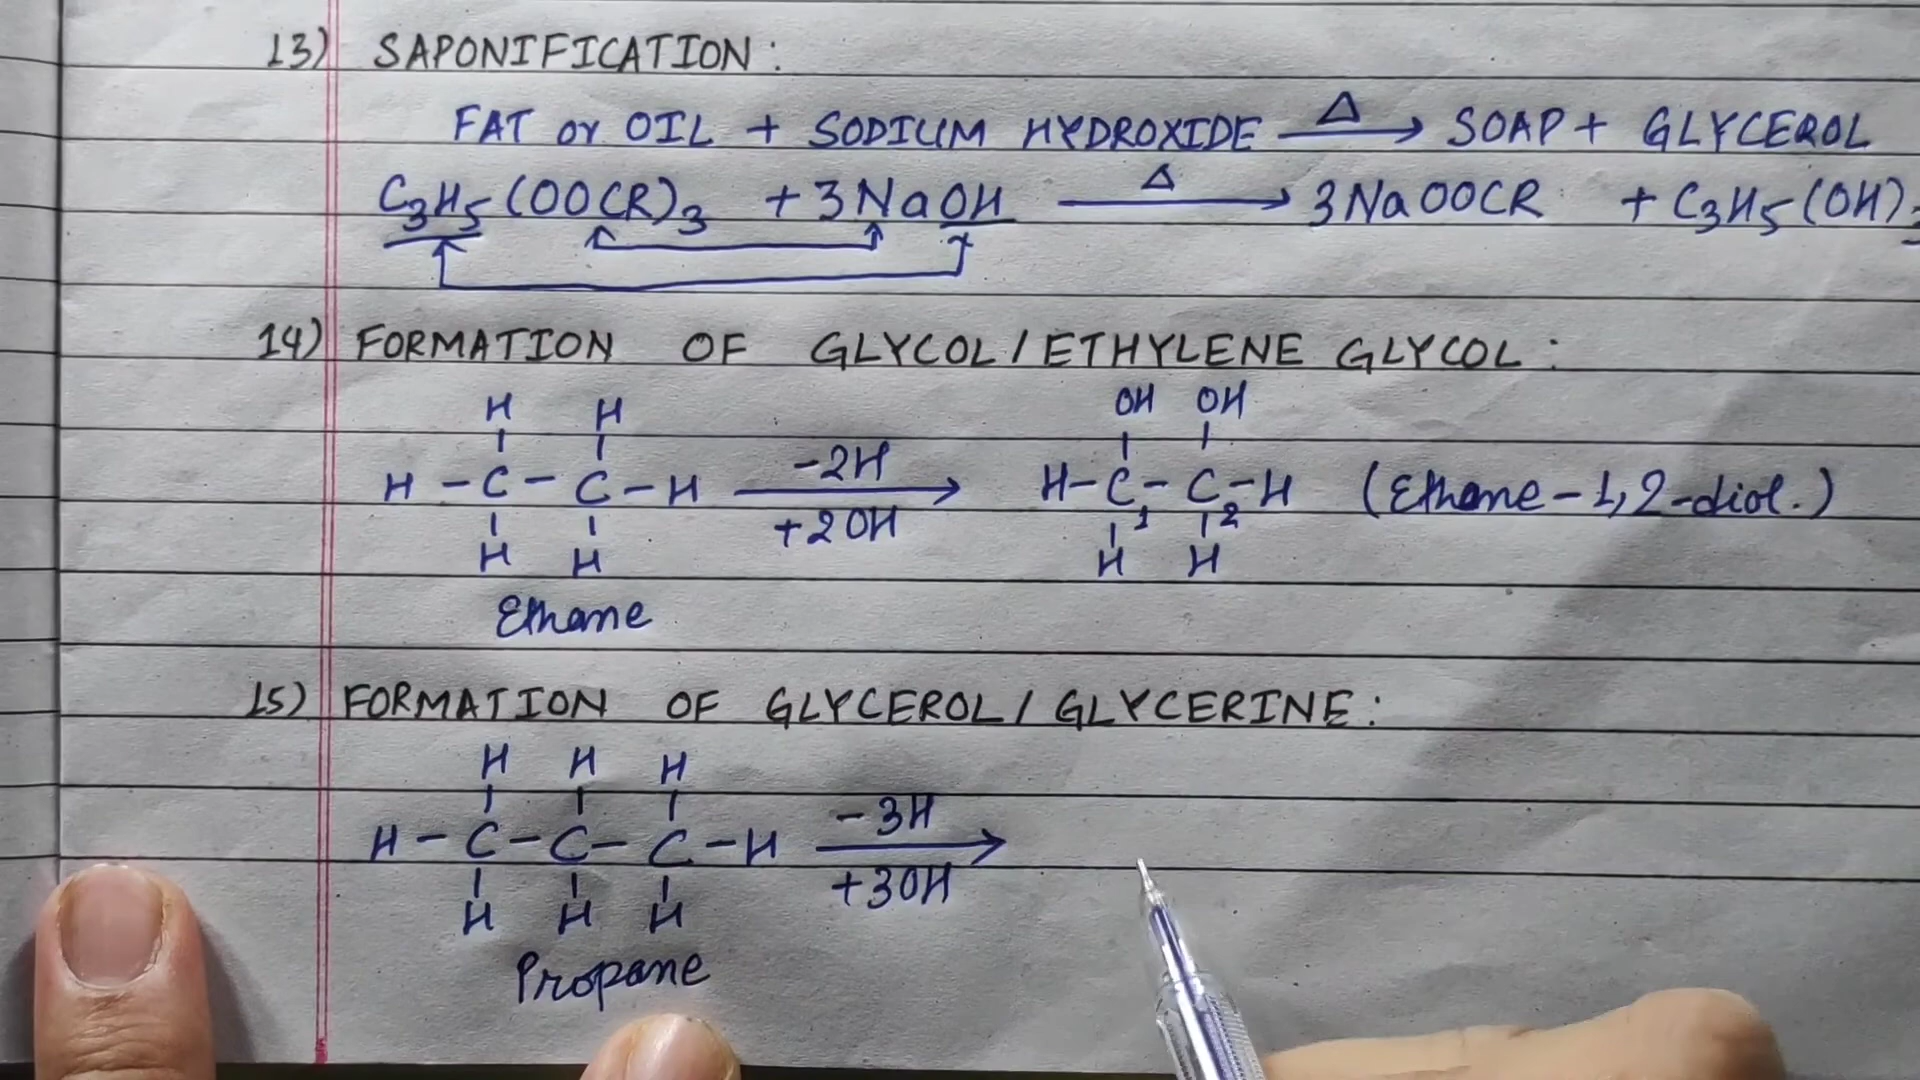 13) SAPONIFICATION:
FAT or OIL + SODIUM HYDROXIDE —Δ→ SOAP + GLYCEROL
C₃H₅(OOCR)₃ + 3NaOH —Δ→ 3NaOOCR + C₃H₅(OH)₃
14) FORMATION OF GLYCOL/ETHYLENE GLYCOL:
H H OH OH
H-C-C-H -2H → H-C-C-H (Ethane-1,2-diol.)
+2OH 1 2
H H H H
Ethane
15) FORMATION OF GLYCEROL/GLYCERINE:
H H H
H-C-C-C-H -3H →
+3OH
H H H
Propane